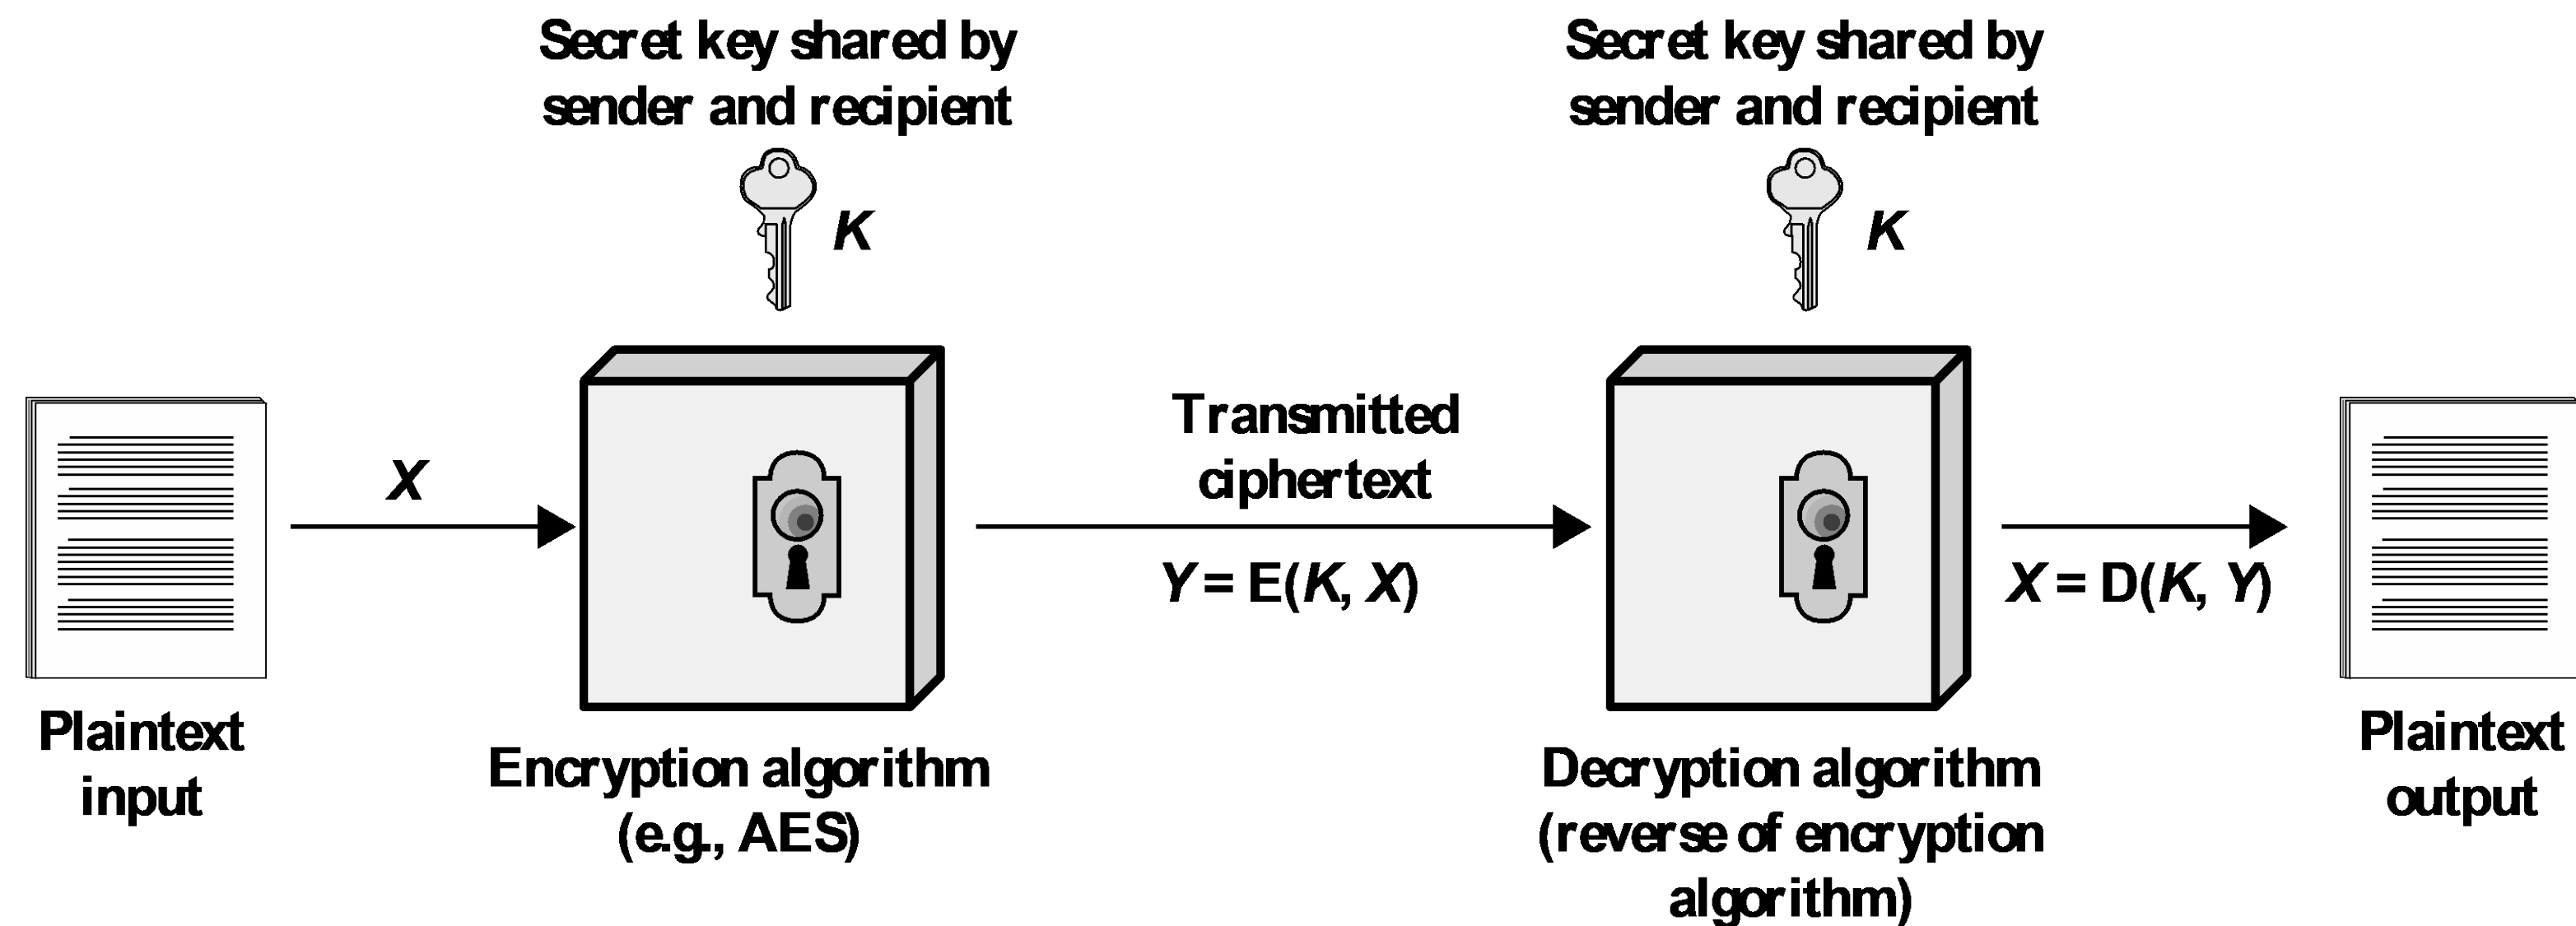 Secret key shared by
sender and recipient
K
Secret key shared by
sender and recipient
K
Plaintext
input
X
Encryption algorithm
(e.g., AES)
Transmitted
ciphertext
Y = E(K, X)
Decryption algorithm
(reverse of encryption
algorithm)
X = D(K, Y)
Plaintext
output